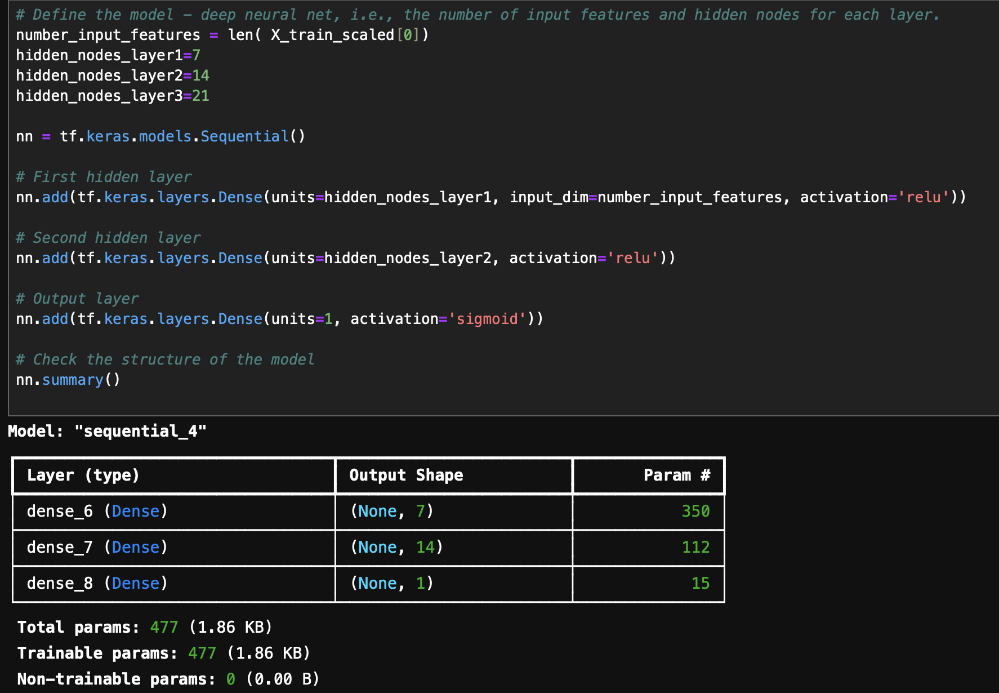 # Define the model – deep neural net, i.e., the number of input features and hidden nodes for each layer.
number_input_features = len( X_train_scaled[0])
hidden_nodes_layer1=7
hidden_nodes_layer2=14
hidden_nodes_layer3=21
nn = tf.keras.models.Sequential()
# First hidden layer
nn.add(tf.keras.layers.Dense(units=hidden_nodes_layer1, input_dim=number_input_features, activation='relu'))
# Second hidden layer
nn.add(tf.keras.layers.Dense(units=hidden_nodes_layer2, activation='relu'))
# Output layer
nn.add(tf.keras.layers.Dense(units=1, activation='sigmoid'))
# Check the structure of the model
nn.summary()
Model: "sequential_4"
Layer (type) Output Shape Param #
dense_6 (Dense) (None, 7) 350
dense_7 (Dense) (None, 14) 112
dense_8 (Dense) (None, 1) 15
Total params: 477 (1.86 KB)
Trainable params: 477 (1.86 KB)
Non-trainable params: 0 (0.00 B)